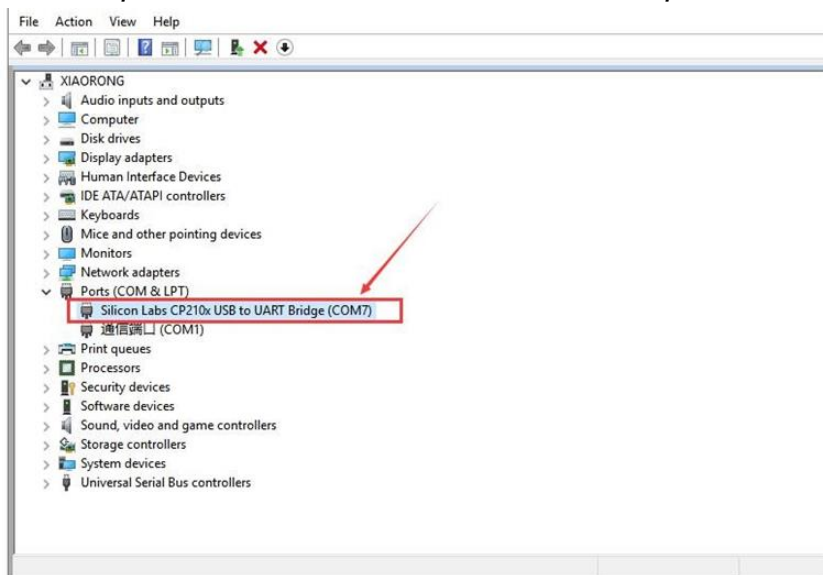 File Action View Help
XIAORONG
Audio inputs and outputs
Computer
Disk drives
Display adapters
Human Interface Devices
IDE ATA/ATAPI controllers
Keyboards
Mice and other pointing devices
Monitors
Network adapters
Ports (COM & LPT)
Silicon Labs CP210x USB to UART Bridge (COM7)
通信端口 (COM1)
Print queues
Processors
Security devices
Software devices
Sound, video and game controllers
Storage controllers
System devices
Universal Serial Bus controllers